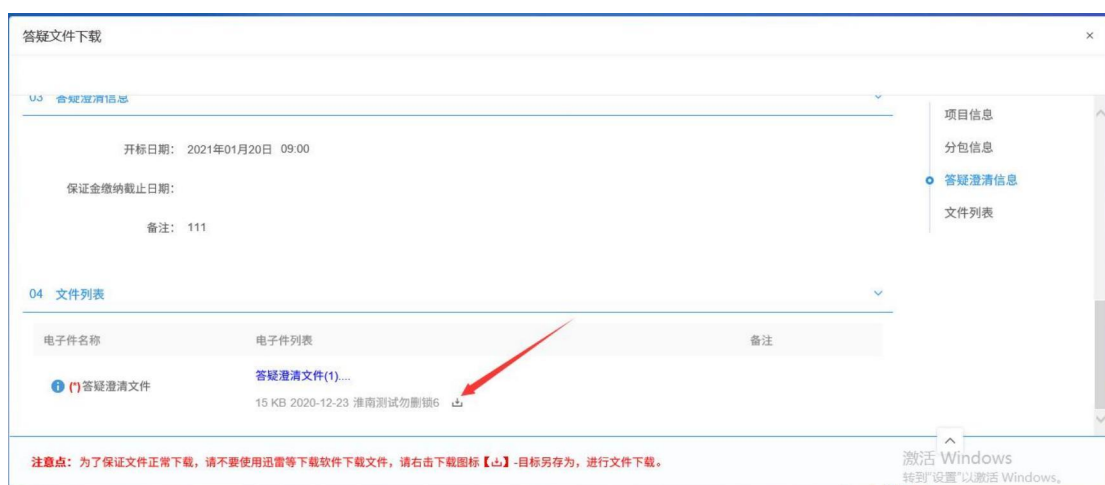 答疑文件下载
×
03 答疑澄清信息
项目信息
开标日期： 2021年01月20日 09:00
分包信息
保证金缴纳截止日期：
答疑澄清信息
备注： 111
文件列表
04 文件列表
电子件名称 电子件列表 备注
(*)答疑澄清文件
答疑澄清文件(1)....
15 KB 2020-12-23 淮南测试勿删锁6
注意点：为了保证文件正常下载，请不要使用迅雷等下载软件下载文件，请右击下载图标【】-目标另存为，进行文件下载。
激活 Windows
转到"设置"以激活 Windows。